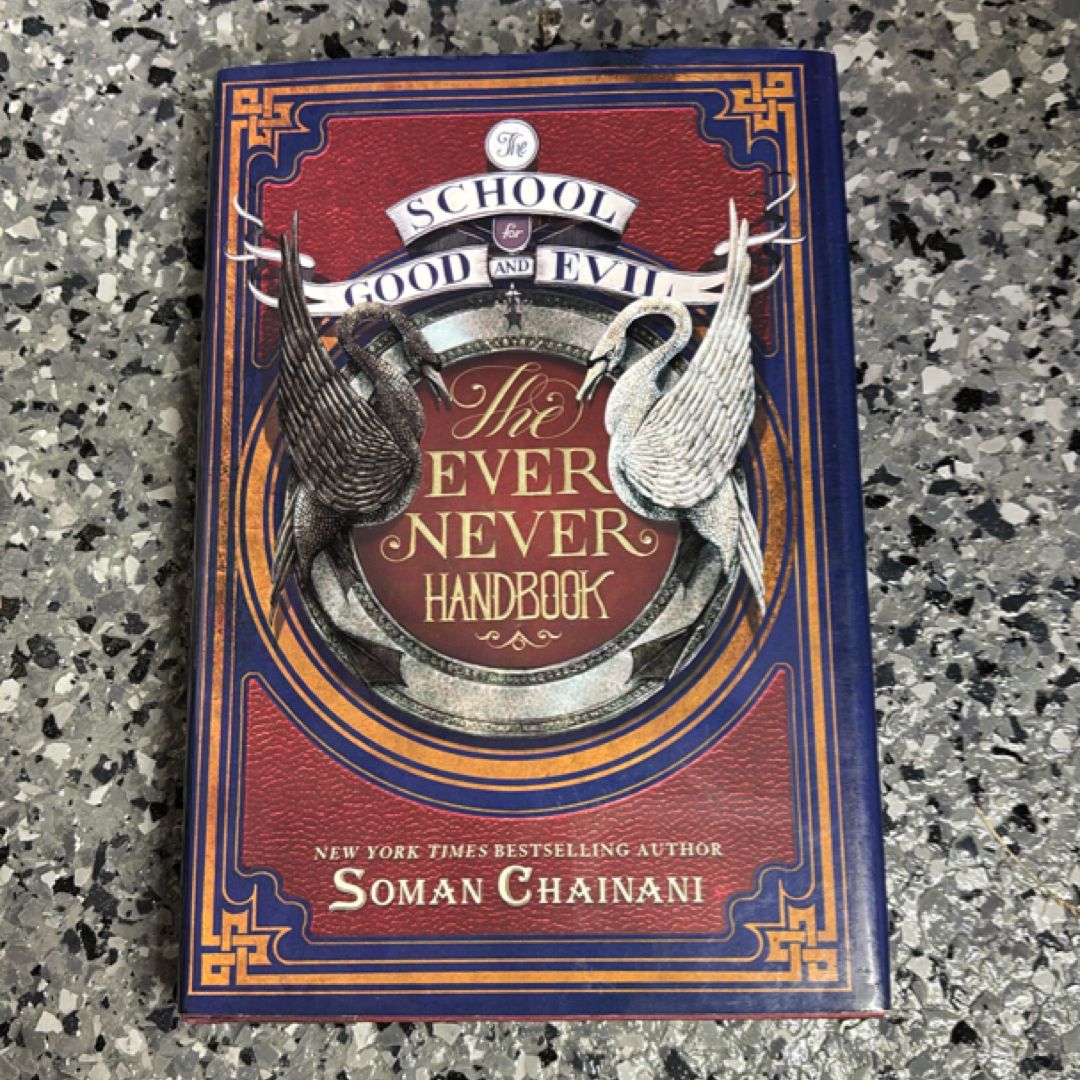 The
SCHOOL
for
GOOD AND EVIL
The
EVER
NEVER
HANDBOOK
NEW YORK TIMES BESTSELLING AUTHOR
SOMAN CHAINANI